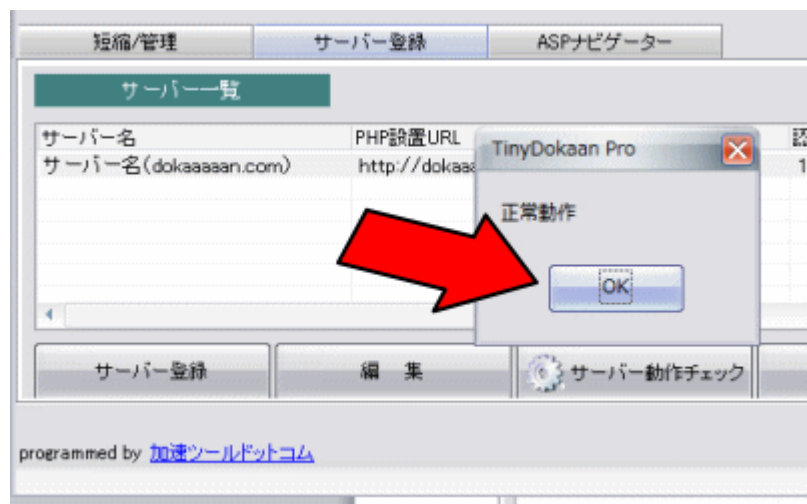 短縮/管理
サーバー登録
ASPナビゲーター
サーバー一覧
サーバー名
PHP設置URL
サーバー名(dokaaaaan.com)
http://dokaaa
TinyDokaan Pro
正常動作
OK
サーバー登録
編 集
サーバー動作チェック
programmed by 加速ツールドットコム